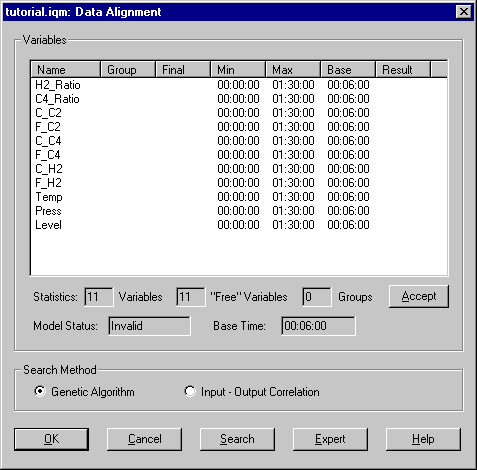 tutorial.iqm: Data Alignment
Variables
Name Group Final Min Max Base Result
H2_Ratio 00:00:00 01:30:00 00:06:00
C4_Ratio 00:00:00 01:30:00 00:06:00
C_C2 00:00:00 01:30:00 00:06:00
F_C2 00:00:00 01:30:00 00:06:00
C_C4 00:00:00 01:30:00 00:06:00
F_C4 00:00:00 01:30:00 00:06:00
C_H2 00:00:00 01:30:00 00:06:00
F_H2 00:00:00 01:30:00 00:06:00
Temp 00:00:00 01:30:00 00:06:00
Press 00:00:00 01:30:00 00:06:00
Level 00:00:00 01:30:00 00:06:00
Statistics: 11 Variables 11 "Free" Variables 0 Groups Accept
Model Status: Invalid Base Time: 00:06:00
Search Method
Genetic Algorithm Input - Output Correlation
OK Cancel Search Expert Help